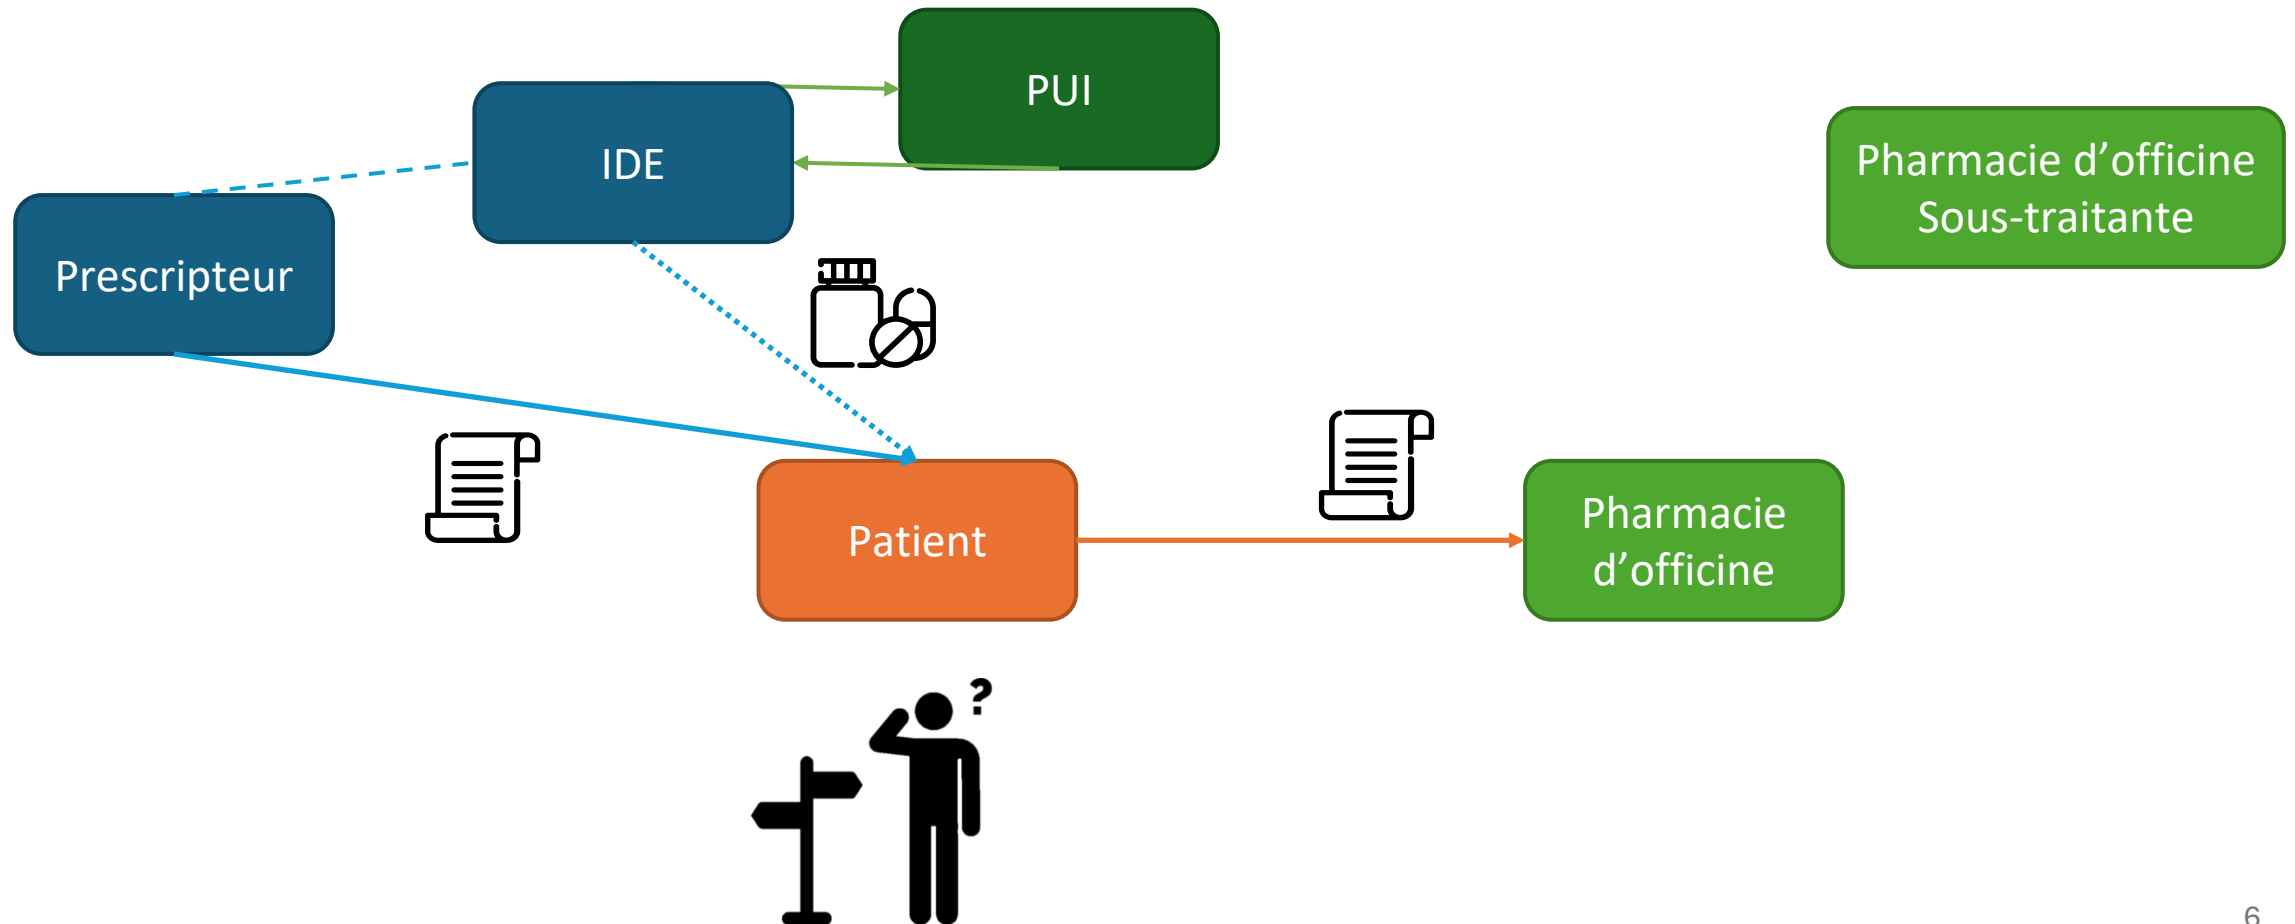 PUI
IDE
Pharmacie d’officine
Sous-traitante
Prescripteur
Patient
Pharmacie
d’officine
?
6